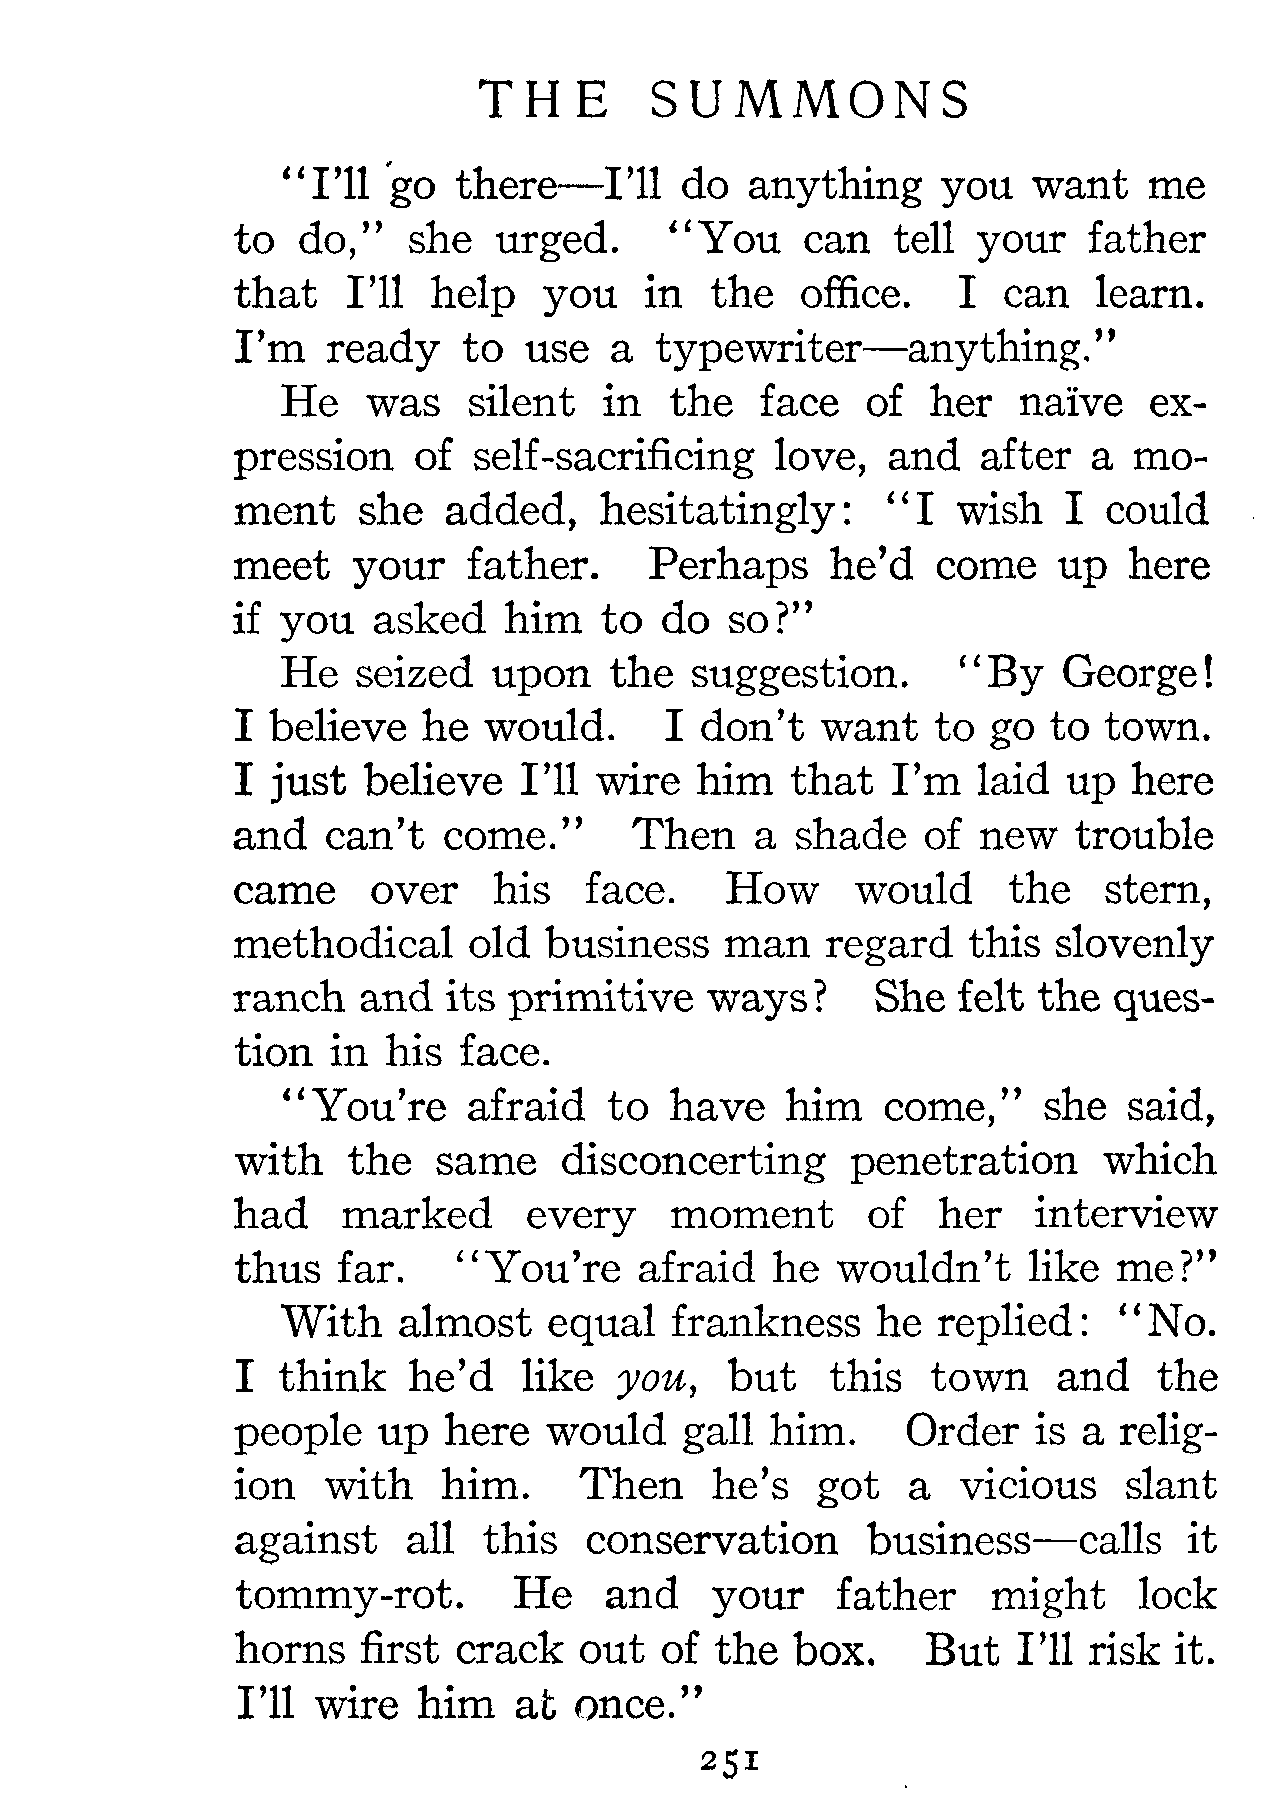 THE SUMMONS
“I’ll go there—I’ll do anything you want me
to do,” she urged. “You can tell your father
that I’ll help you in the office. I can learn.
I’m ready to use a typewriter—anything.”
He was silent in the face of her naïve ex-
pression of self-sacrificing love, and after a mo-
ment she added, hesitatingly: “I wish I could
meet your father. Perhaps he’d come up here
if you asked him to do so?”
He seized upon the suggestion. “By George!
I believe he would. I don’t want to go to town.
I just believe I’ll wire him that I’m laid up here
and can’t come.” Then a shade of new trouble
came over his face. How would the stern,
methodical old business man regard this slovenly
ranch and its primitive ways? She felt the ques-
tion in his face.
“You’re afraid to have him come,” she said,
with the same disconcerting penetration which
had marked every moment of her interview
thus far. “You’re afraid he wouldn’t like me?”
With almost equal frankness he replied: “No.
I think he’d like you, but this town and the
people up here would gall him. Order is a relig-
ion with him. Then he’s got a vicious slant
against all this conservation business—calls it
tommy-rot. He and your father might lock
horns first crack out of the box. But I’ll risk it.
I’ll wire him at once.”
251